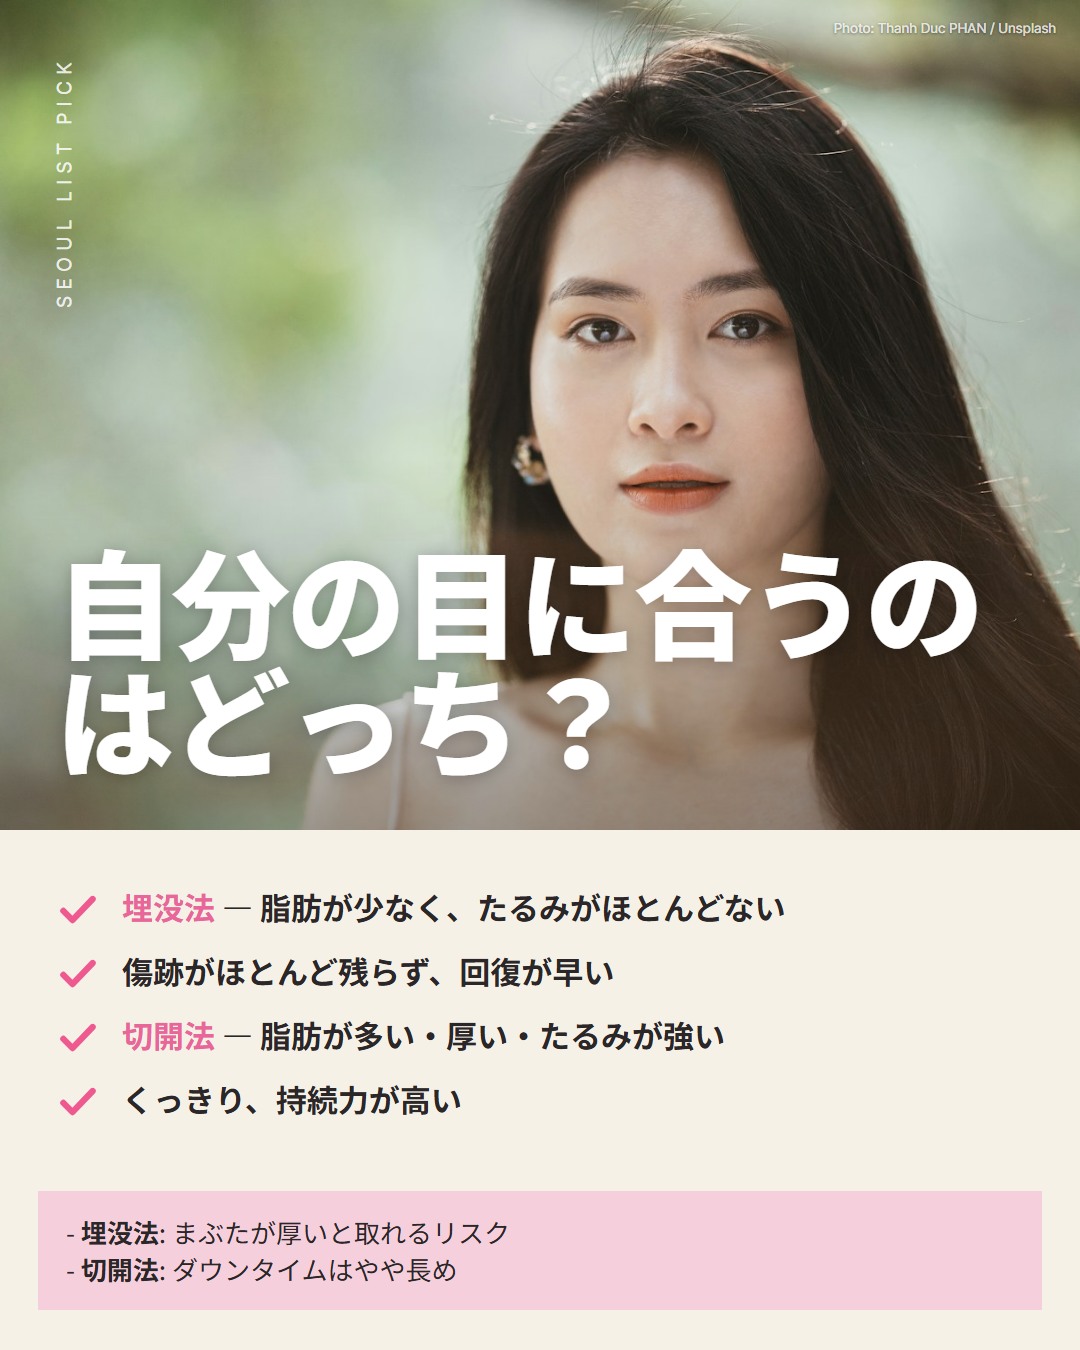 Photo: Thanh Duc PHAN / Unsplash
SEOUL LIST PICK
自分の目に合うの
はどっち？
埋没法 — 脂肪が少なく、たるみがほとんどない
傷跡がほとんど残らず、回復が早い
切開法 — 脂肪が多い・厚い・たるみが強い
くっきり、持続力が高い
- 埋没法: まぶたが厚いと取れるリスク
- 切開法: ダウンタイムはやや長め